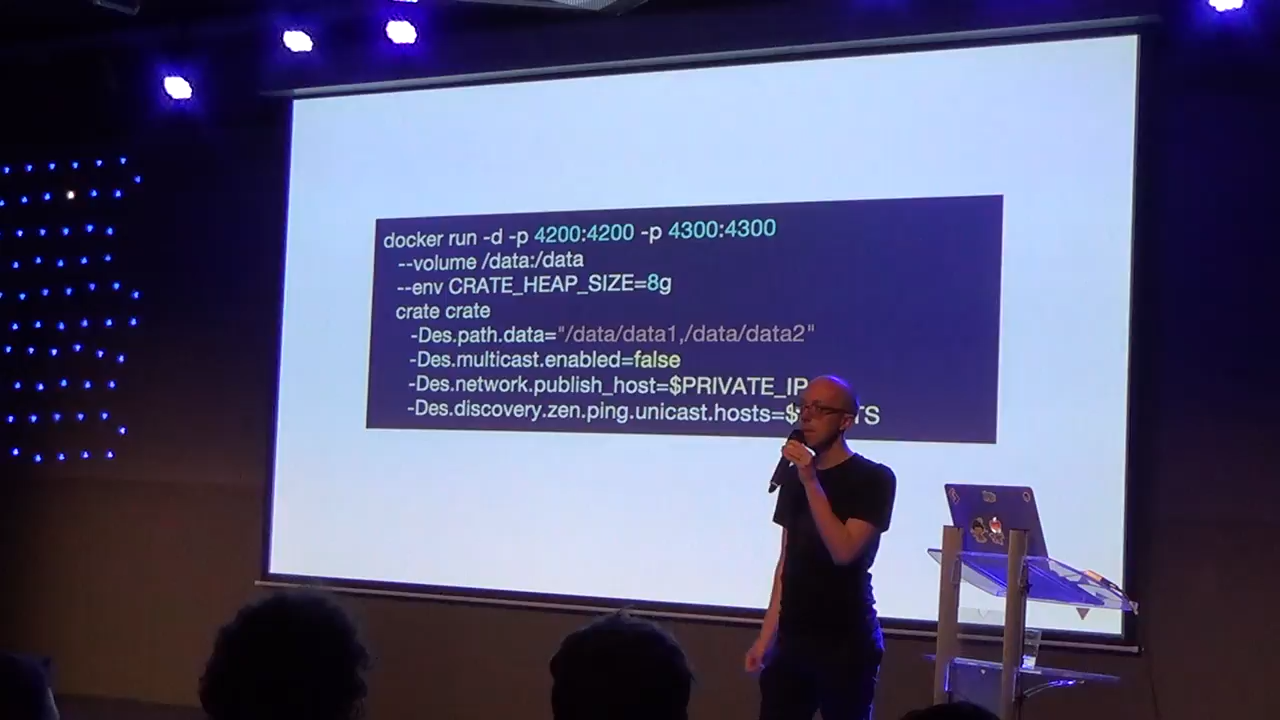 docker run -d -p 4200:4200 -p 4300:4300
--volume /data:/data
--env CRATE_HEAP_SIZE=8g
crate crate
-Des.path.data="/data/data1,/data/data2"
-Des.multicast.enabled=false
-Des.network.publish_host=$PRIVATE_IP
-Des.discovery.zen.ping.unicast.hosts=$